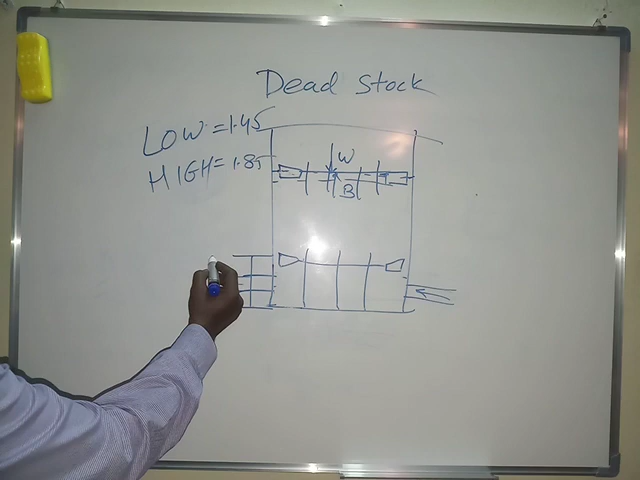 Dead Stock
LOW = 1.45
HIGH = 1.85
W
B